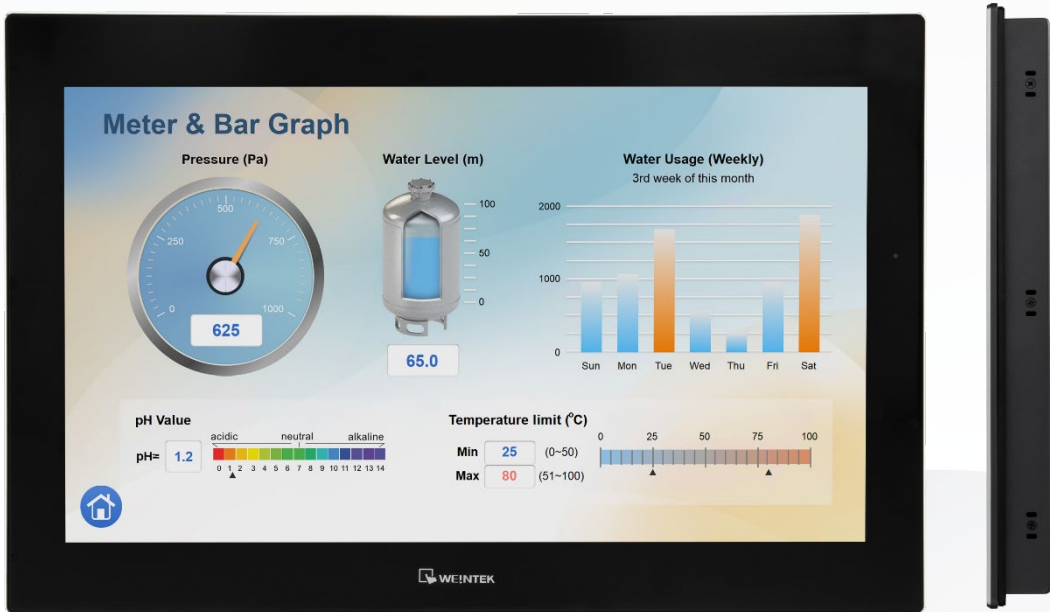 Meter & Bar Graph
Pressure (Pa)
500
250
750
0
1000
625
Water Level (m)
100
50
0
65.0
Water Usage (Weekly)
3rd week of this month
2000
1000
0
Sun Mon Tue Wed Thu Fri Sat
pH Value
acidic neutral alkaline
pH= 1.2
0 1 2 3 4 5 6 7 8 9 10 11 12 13 14
Temperature limit (°C)
Min 25 (0~50)
Max 80 (51~100)
0 25 50 75 100
WEINTEK